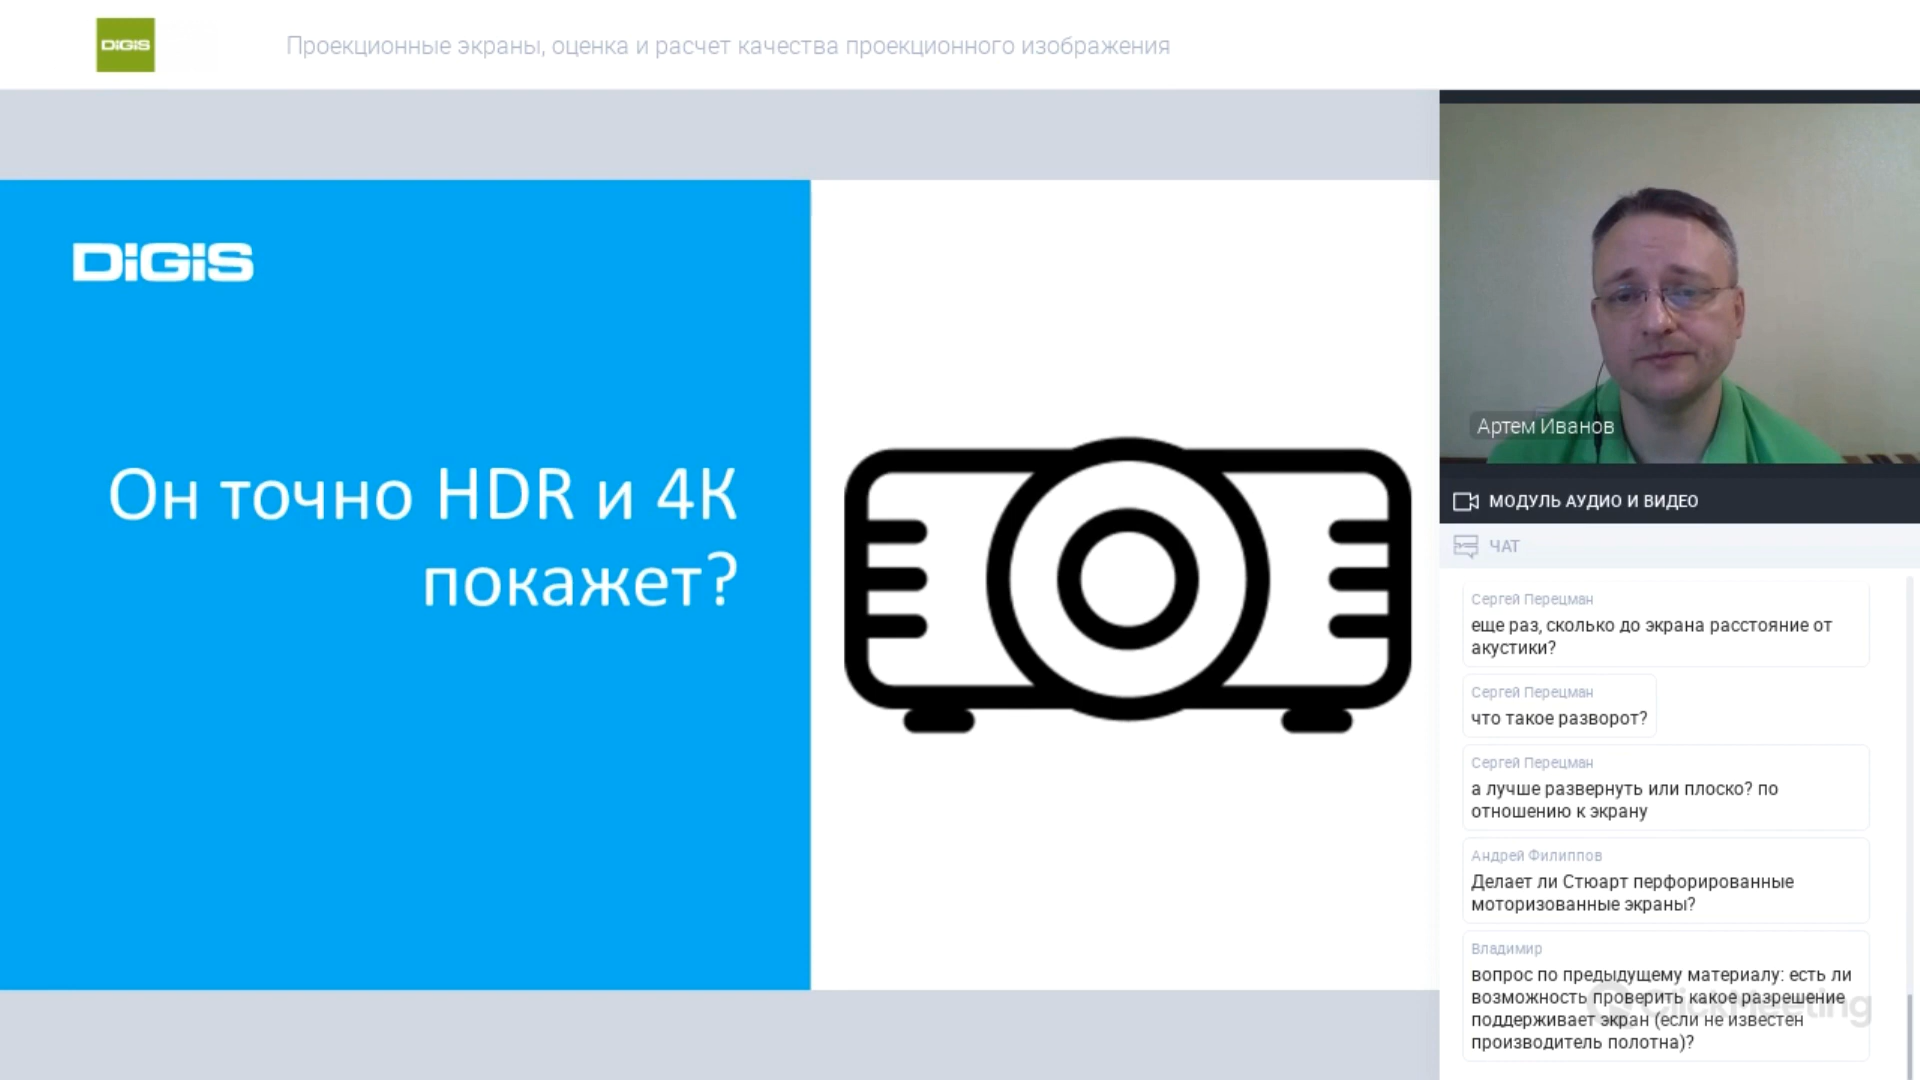 DiGiS
Проекционные экраны, оценка и расчет качества проекционного изображения
DiGiS
Он точно HDR и 4К
покажет?
Артем Иванов
МОДУЛЬ АУДИО И ВИДЕО
ЧАТ
Сергей Перецман
еще раз, сколько до экрана расстояние от
акустики?
Сергей Перецман
что такое разворот?
Сергей Перецман
а лучше развернуть или плоско? по
отношению к экрану
Андрей Филиппов
Делает ли Стюарт перфорированные
моторизованные экраны?
Владимир
вопрос по предыдущему материалу: есть ли
возможность проверить какое разрешение
поддерживает экран (если не известен
производитель полотна)?
ClickMeeting